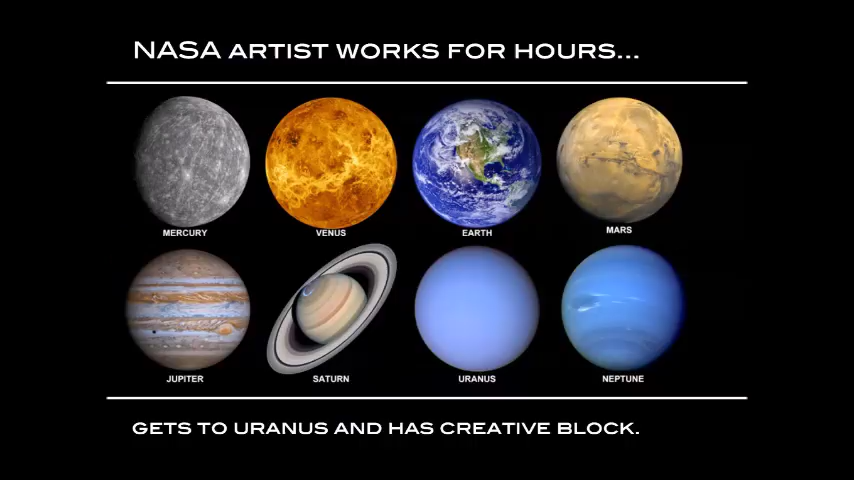 NASA ARTIST WORKS FOR HOURS...
MERCURY VENUS EARTH MARS
JUPITER SATURN URANUS NEPTUNE
GETS TO URANUS AND HAS CREATIVE BLOCK.